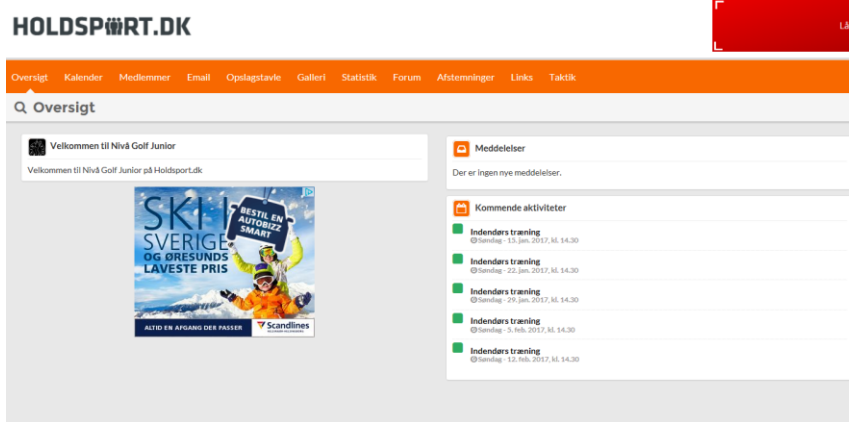 HOLDSPORT.DK
Oversigt Kalender Medlemmer Email Opslagstavle Galleri Statistik Forum Afstemninger Links Taktik
Oversigt
Velkommen til Nivå Golf Junior
Velkommen til Nivå Golf Junior på Holdsport.dk
SKI I
SVERIGE
OG ØRESUNDS
LAVESTE PRIS
BESTIL EN
AUTOBIZZ
SMART
ALTID EN AFGANG DER PASSER
Scandlines
Meddelelser
Der er ingen nye meddelelser.
Kommende aktiviteter
Indendørs træning
Søndag - 15. jan. 2017, kl. 14.30
Indendørs træning
Søndag - 22. jan. 2017, kl. 14.30
Indendørs træning
Søndag - 29. jan. 2017, kl. 14.30
Indendørs træning
Søndag - 5. feb. 2017, kl. 14.30
Indendørs træning
Søndag - 12. feb. 2017, kl. 14.30